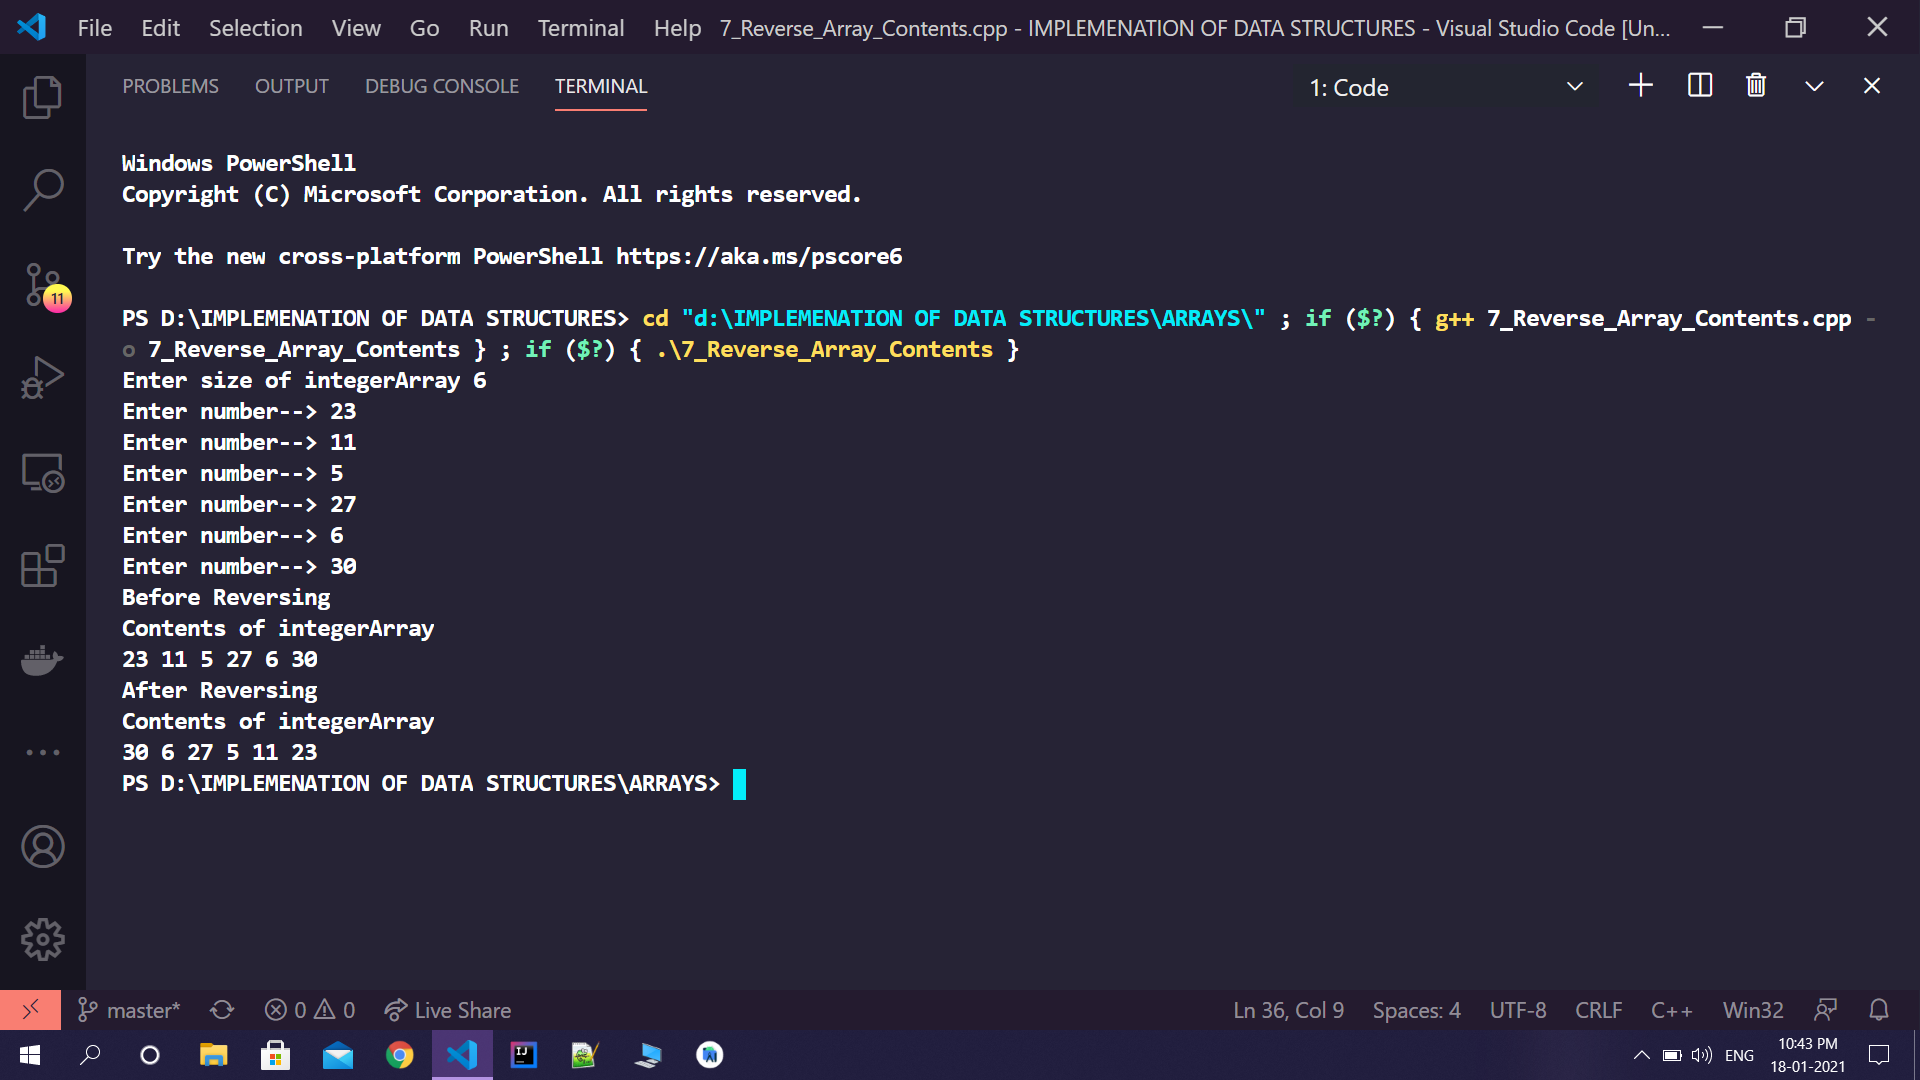 File Edit Selection View Go Run Terminal Help 7_Reverse_Array_Contents.cpp - IMPLEMENATION OF DATA STRUCTURES - Visual Studio Code [Un...
PROBLEMS OUTPUT DEBUG CONSOLE TERMINAL 1: Code
Windows PowerShell
Copyright (C) Microsoft Corporation. All rights reserved.
Try the new cross-platform PowerShell https://aka.ms/pscore6
PS D:\IMPLEMENATION OF DATA STRUCTURES> cd "d:\IMPLEMENATION OF DATA STRUCTURES\ARRAYS\" ; if ($?) { g++ 7_Reverse_Array_Contents.cpp -
o 7_Reverse_Array_Contents } ; if ($?) { .\7_Reverse_Array_Contents }
Enter size of integerArray 6
Enter number--> 23
Enter number--> 11
Enter number--> 5
Enter number--> 27
Enter number--> 6
Enter number--> 30
Before Reversing
Contents of integerArray
23 11 5 27 6 30
After Reversing
Contents of integerArray
30 6 27 5 11 23
PS D:\IMPLEMENATION OF DATA STRUCTURES\ARRAYS>
11
master* 0 0 Live Share Ln 36, Col 9 Spaces: 4 UTF-8 CRLF C++ Win32
IJ
ENG
10:43 PM
18-01-2021